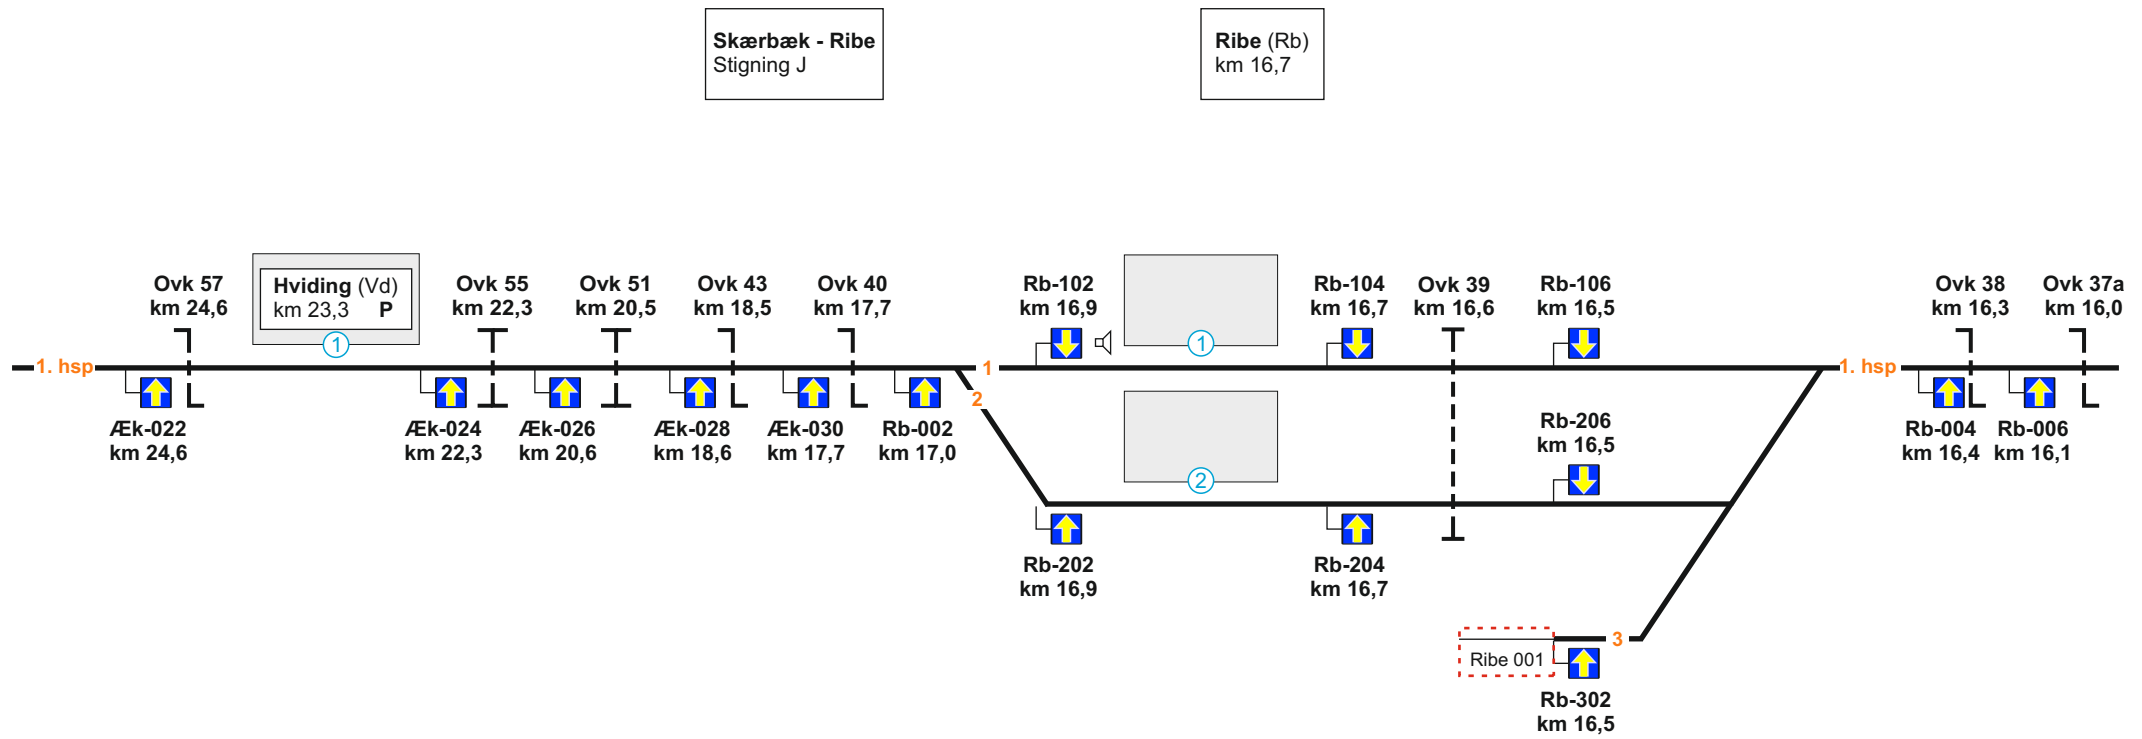 Skærbæk - Ribe
Stigning J
Ribe (Rb)
km 16,7
Ovk 57
km 24,6
Hviding (Vd)
km 23,3 P
1
Ovk 55
km 22,3
Ovk 51
km 20,5
Ovk 43
km 18,5
Ovk 40
km 17,7
Rb-102
km 16,9
1
Rb-104
km 16,7
Ovk 39
km 16,6
Rb-106
km 16,5
Ovk 38
km 16,3
Ovk 37a
km 16,0
1. hsp
1
1. hsp
2
Æk-022
km 24,6
Æk-024
km 22,3
Æk-026
km 20,6
Æk-028
km 18,6
Æk-030
km 17,7
Rb-002
km 17,0
2
Rb-206
km 16,5
Rb-004
km 16,4
Rb-006
km 16,1
Rb-202
km 16,9
Rb-204
km 16,7
3
Ribe 001
Rb-302
km 16,5